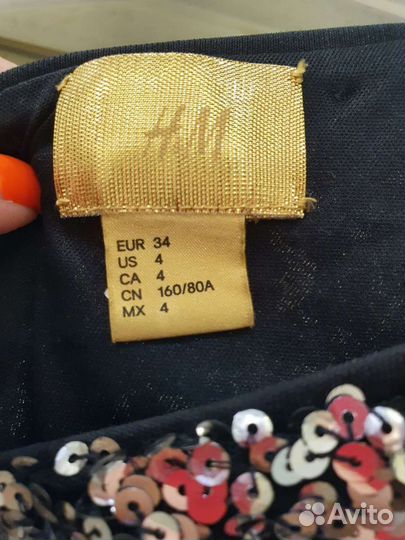 H&M
EUR 34
US 4
CA 4
CN 160/80A
MX 4
Avito